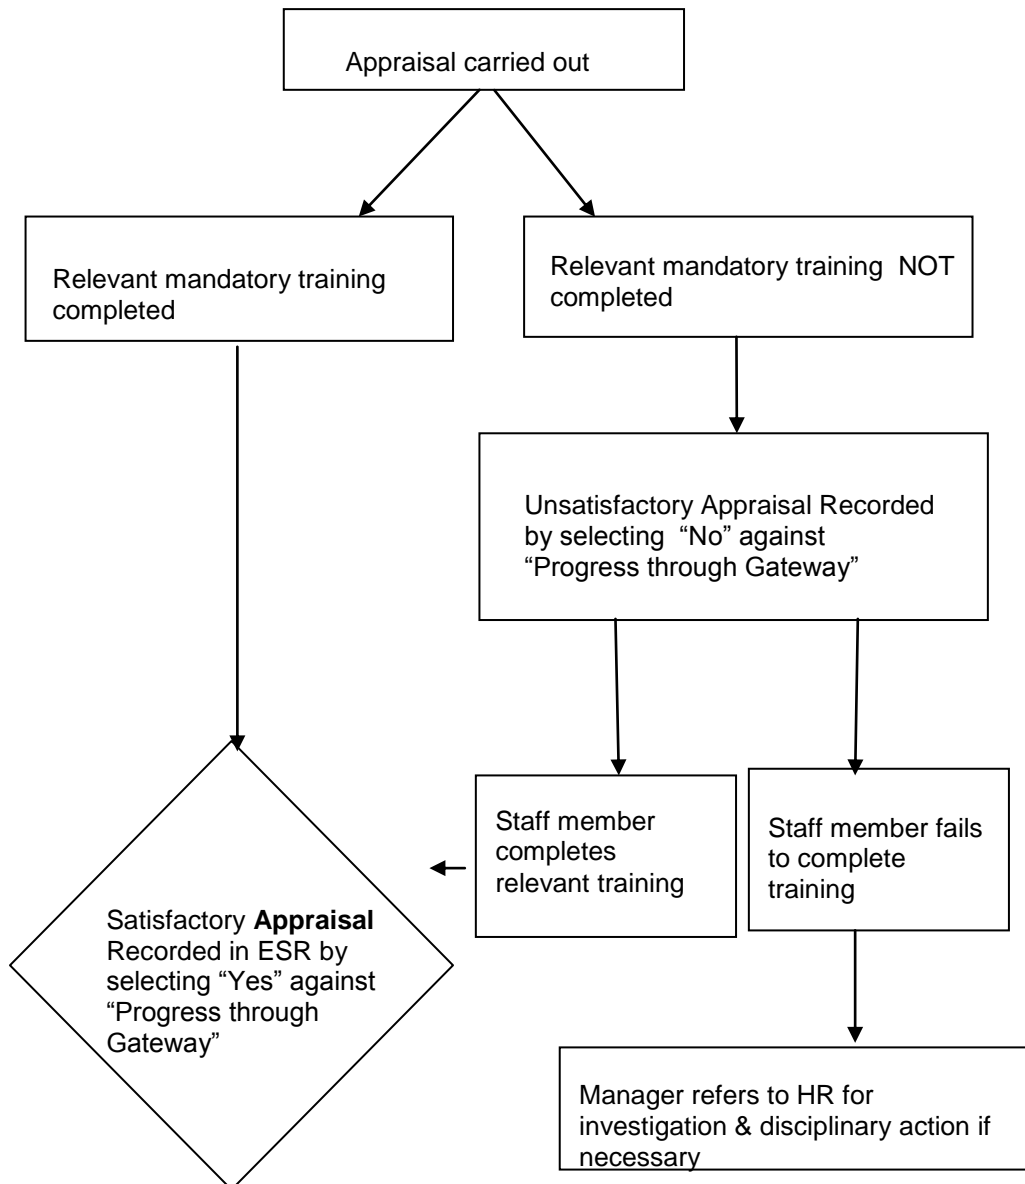 Appraisal carried out
Relevant mandatory training
completed
Relevant mandatory training  NOT
completed
Unsatisfactory Appraisal Recorded
by selecting  “No” against
“Progress through Gateway”
Staff member
completes
relevant training
Staff member fails
to complete
training
Satisfactory Appraisal
Recorded in ESR by
selecting “Yes” against
“Progress through
Gateway”
Manager refers to HR for
investigation & disciplinary action if
necessary